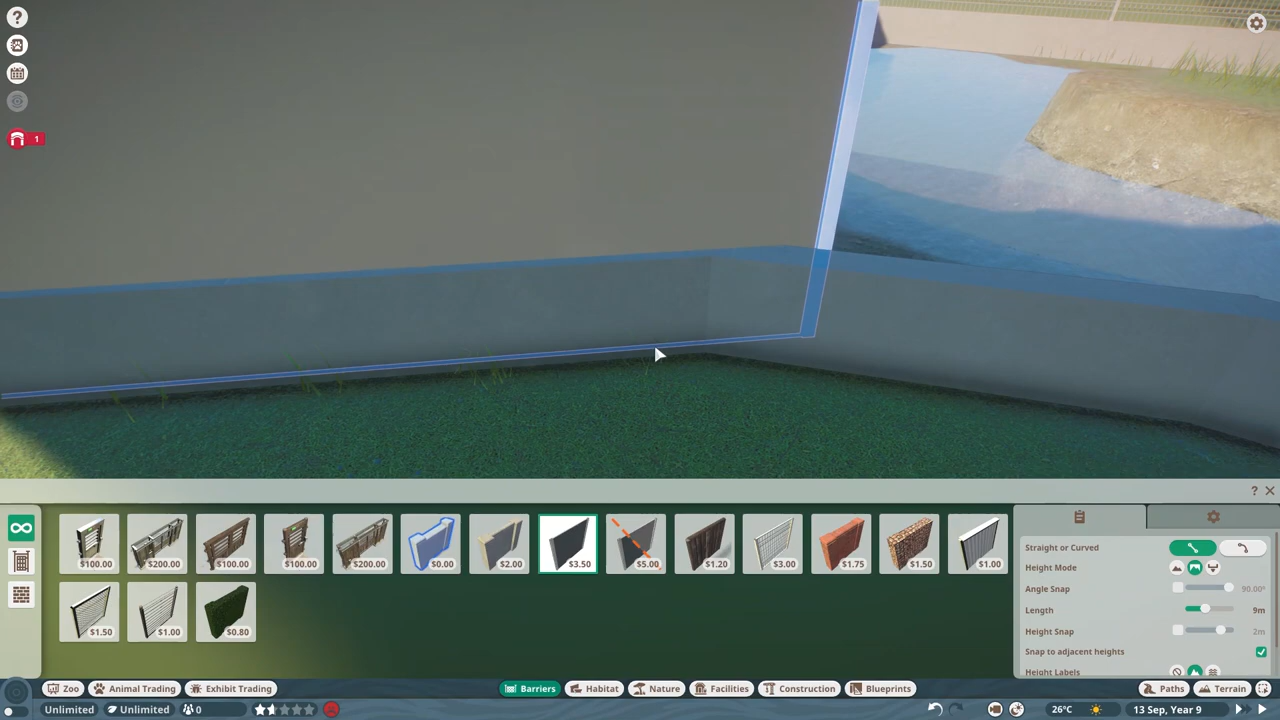 ?
1
?
$100.00
$200.00
$100.00
$100.00
$200.00
$0.00
$2.00
$3.50
$5.00
$1.20
$3.00
$1.75
$1.50
$1.00
$1.50
$1.00
$0.80
Straight or Curved
Height Mode
Angle Snap
90.00°
Length
9m
Height Snap
2m
Snap to adjacent heights
Height Labels
Zoo
Animal Trading
Exhibit Trading
Barriers
Habitat
Nature
Facilities
Construction
Blueprints
Paths
Terrain
Unlimited
Unlimited
0
26°C
13 Sep, Year 9